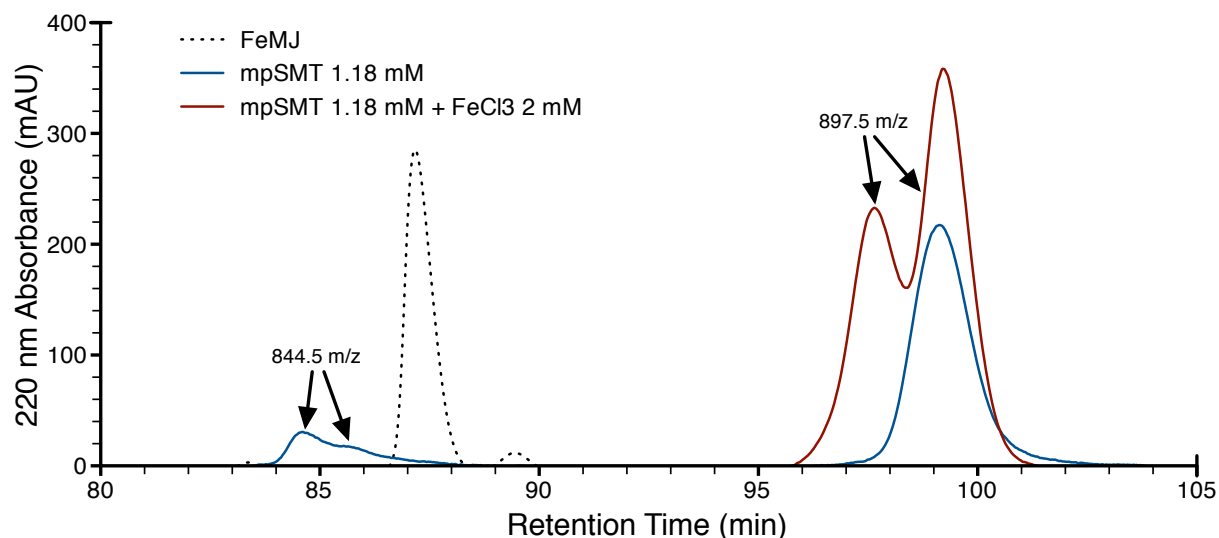 400
300
200
100
0
220 nm Absorbance (mAU)
FeMJ
mpSMT 1.18 mM
mpSMT 1.18 mM + FeCl3 2 mM
844.5 m/z
897.5 m/z
80
85
90
95
100
105
Retention Time (min)